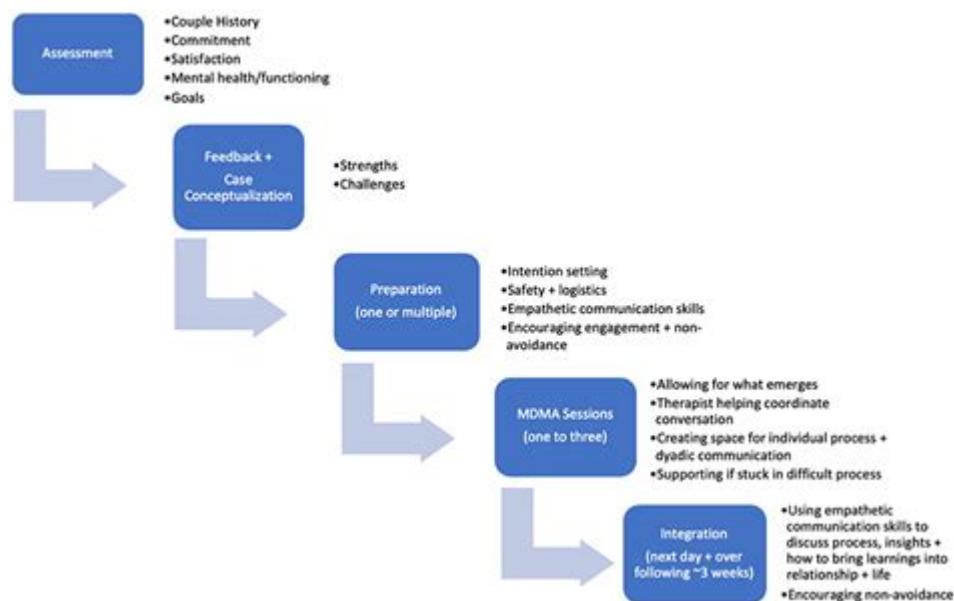 Assessment
•Couple History
•Commitment
•Satisfaction
•Mental health/functioning
•Goals
Feedback +
Case
Conceptualization
•Strengths
•Challenges
Preparation
(one or multiple)
•Intention setting
•Safety + logistics
•Empathetic communication skills
•Encouraging engagement + non-
avoidance
MDMA Sessions
(one to three)
•Allowing for what emerges
•Therapist helping coordinate
conversation
•Creating space for individual process +
dyadic communication
•Supporting if stuck in difficult process
Integration
(next day + over
following ~3 weeks)
•Using empathetic
communication skills to
discuss process, insights +
how to bring learnings into
relationship + life
•Encouraging non-avoidance